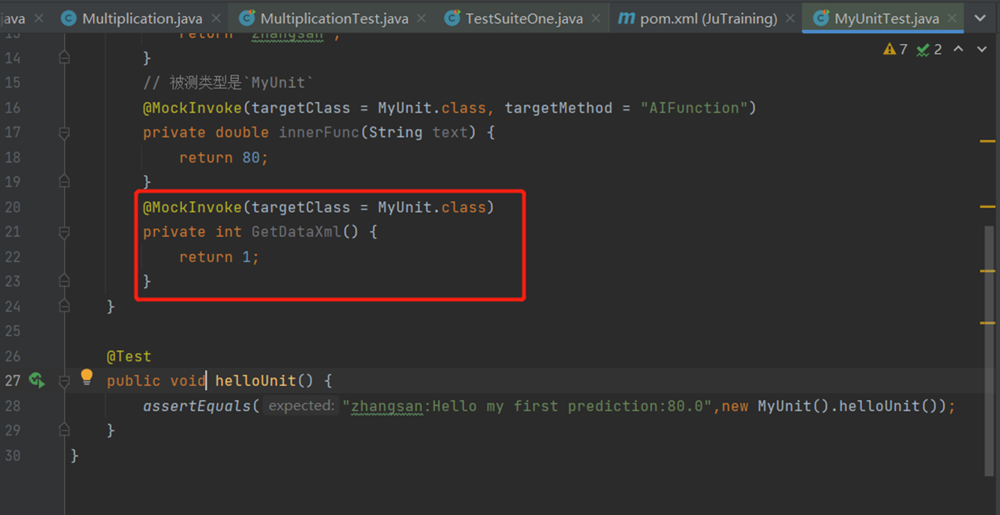 java Multiplication.java MultiplicationTest.java TestSuiteOne.java m pom.xml (JuTraining) MyUnitTest.java
13 return "zhangsan";
7 2
14 }
15 // 被测类型是`MyUnit`
16 @MockInvoke(targetClass = MyUnit.class, targetMethod = "AIFunction")
17 private double innerFunc(String text) {
18 return 80;
19 }
20 @MockInvoke(targetClass = MyUnit.class)
21 private int GetDataXml() {
22 return 1;
23 }
24 }
25
26 @Test
27 public void helloUnit() {
28 assertEquals( expected: "zhangsan:Hello my first prediction:80.0",new MyUnit().helloUnit());
29 }
30 }